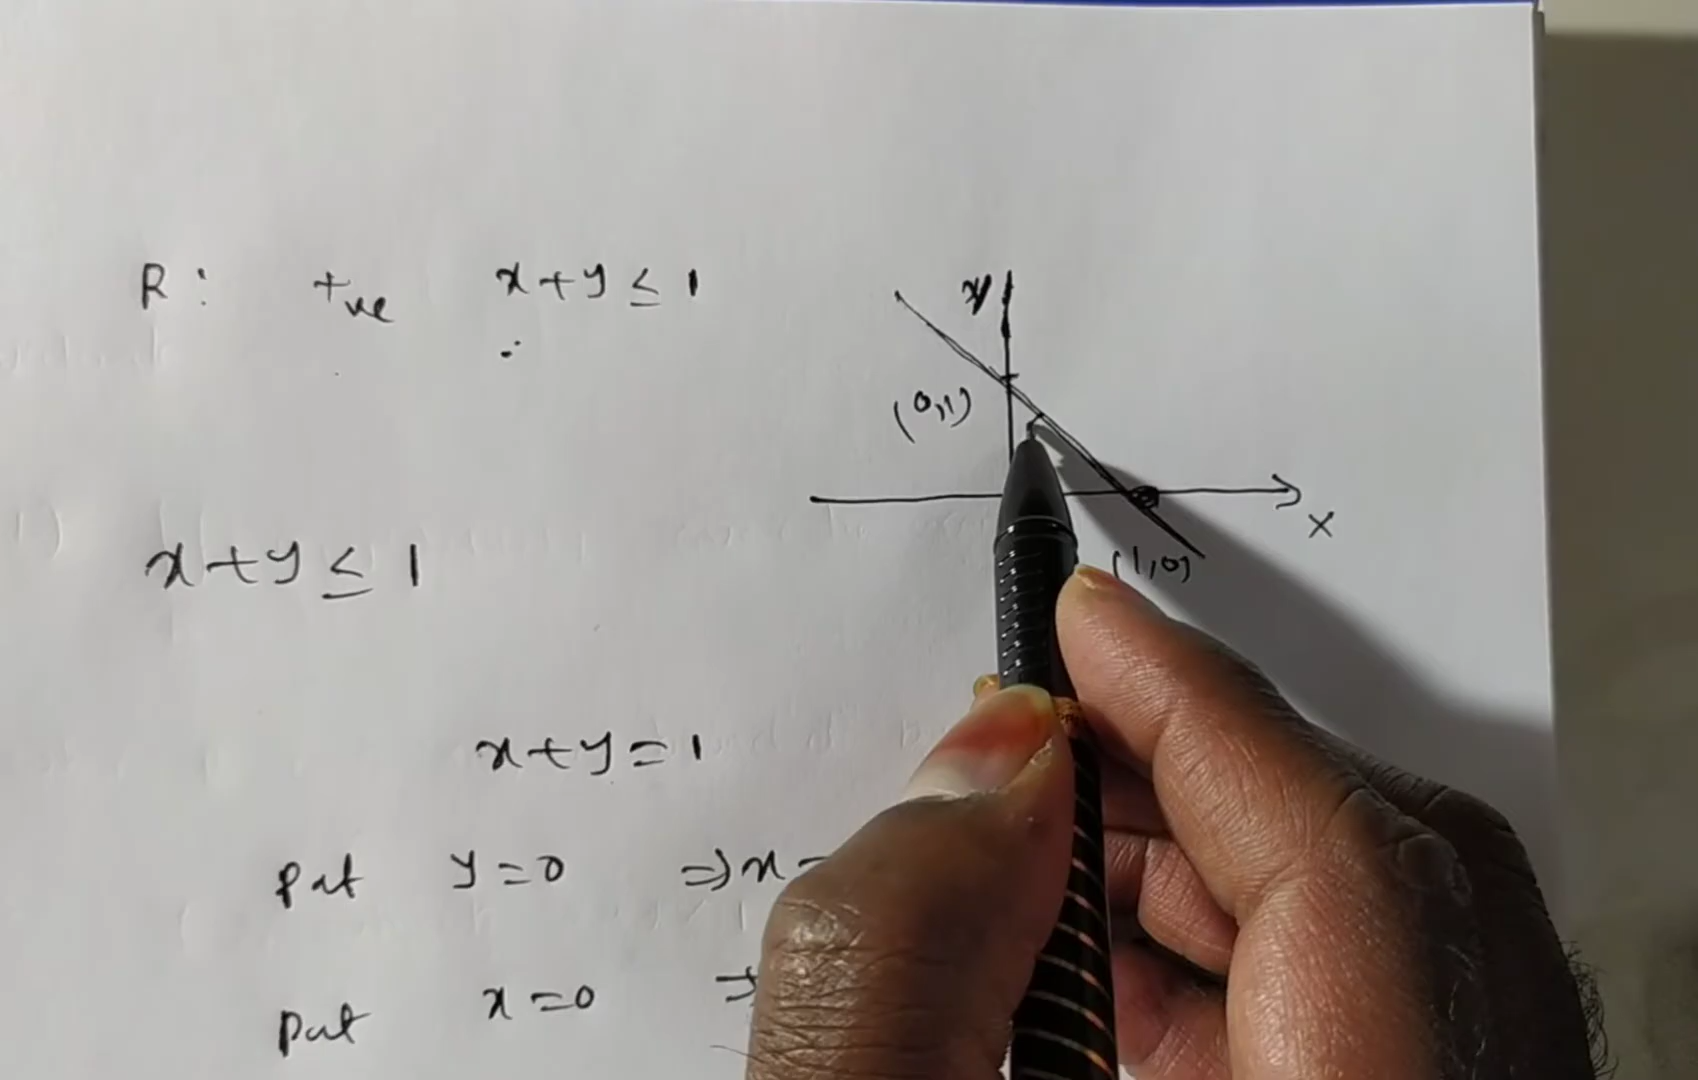 R: +ve x+y ≤ 1
y
(0,1)
x
(1,0)
x+y ≤ 1
x+y=1
put y=0 ⇒ x=
put x=0 ⇒